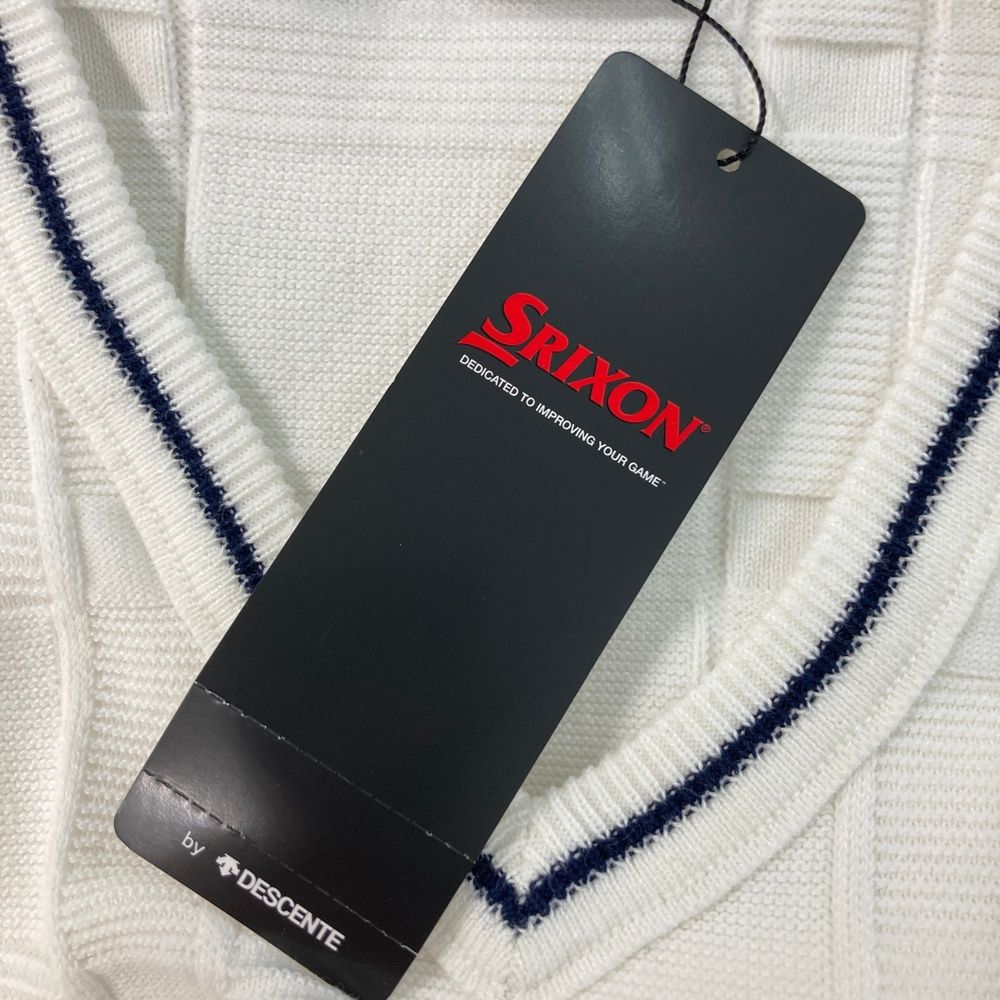 SRIXON®
DEDICATED TO IMPROVING YOUR GAME™
by DESCENTE